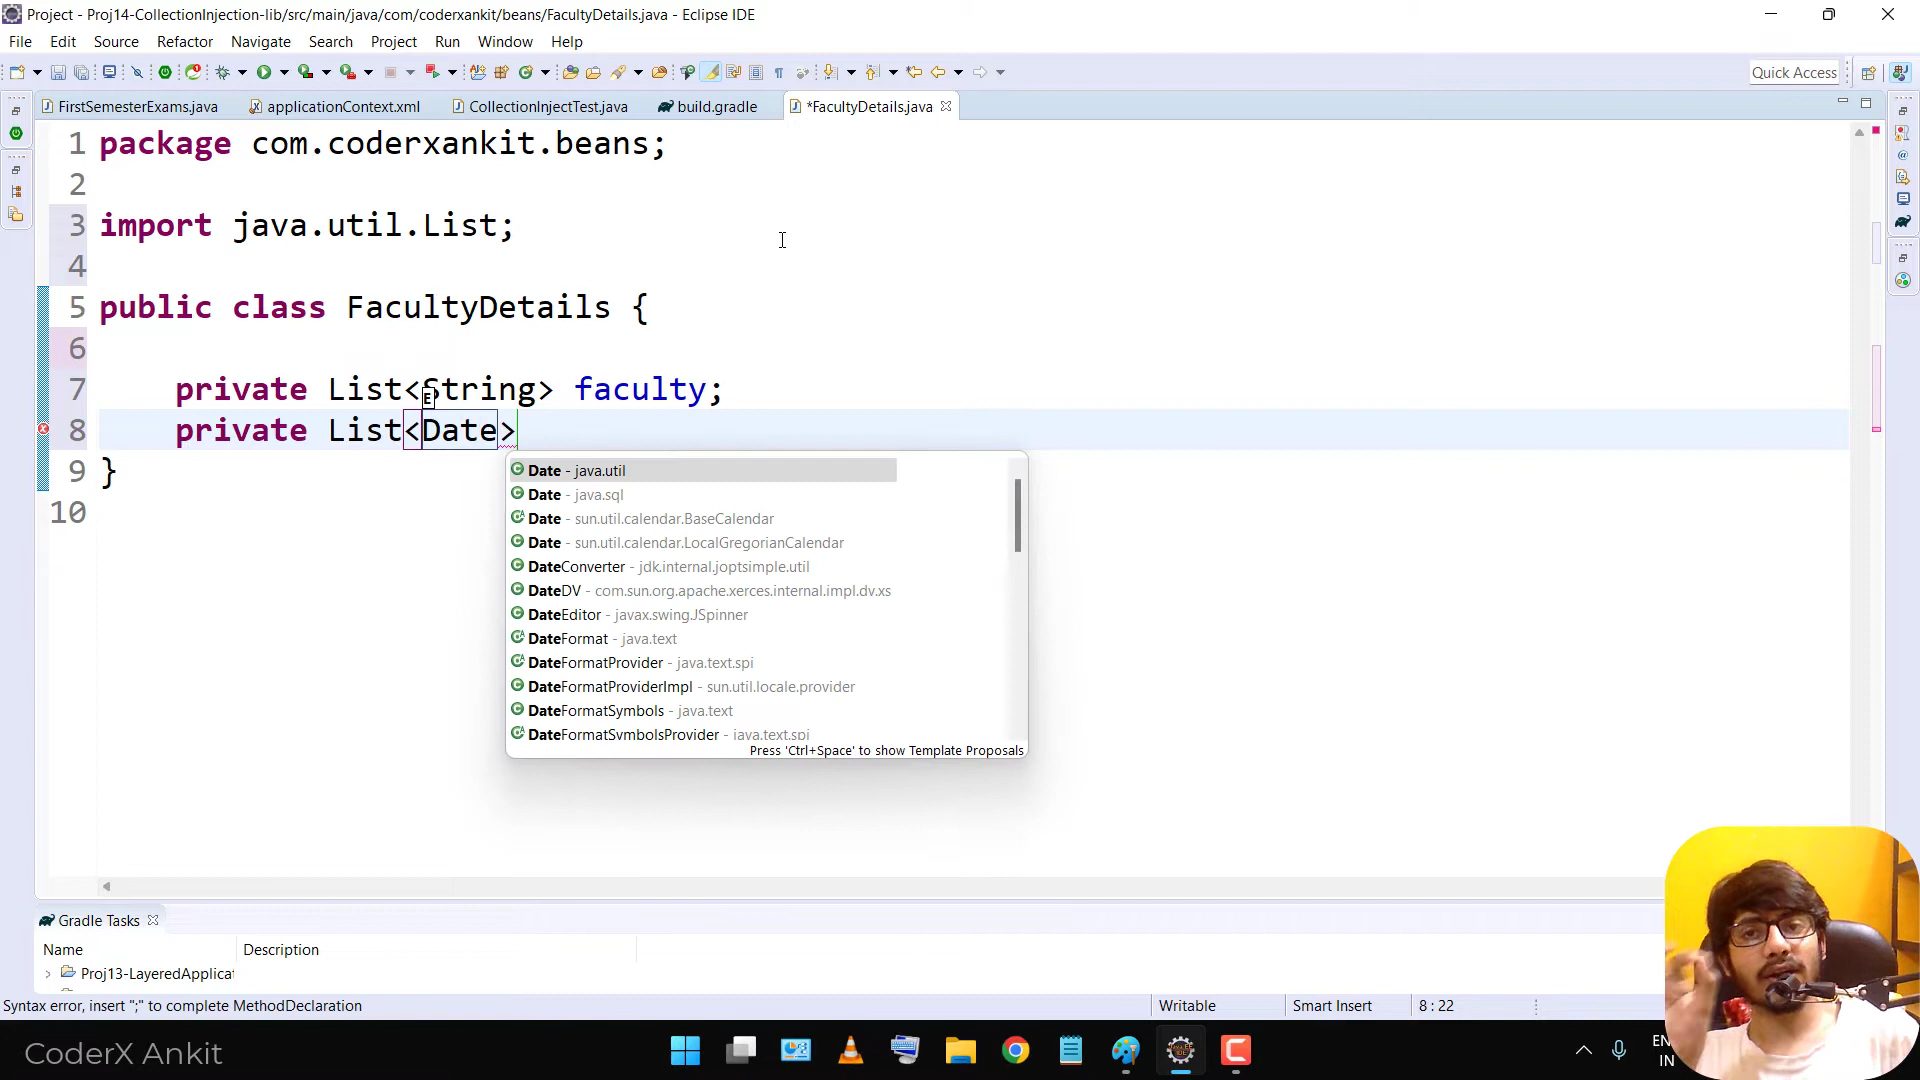 Project - Proj14-CollectionInjection-lib/src/main/java/com/coderxankit/beans/FacultyDetails.java - Eclipse IDE
File Edit Source Refactor Navigate Search Project Run Window Help
Quick Access
FirstSemesterExams.java applicationContext.xml CollectionInjectTest.java build.gradle *FacultyDetails.java
1 package com.coderxankit.beans;
2
3 import java.util.List;
4
5 public class FacultyDetails {
6
7 private List<String> faculty;
8 private List<Date>
9 }
10
Date - java.util
Date - java.sql
Date - sun.util.calendar.BaseCalendar
Date - sun.util.calendar.LocalGregorianCalendar
DateConverter - jdk.internal.joptsimple.util
DateDV - com.sun.org.apache.xerces.internal.impl.dv.xs
DateEditor - javax.swing.JSpinner
DateFormat - java.text
DateFormatProvider - java.text.spi
DateFormatProviderImpl - sun.util.locale.provider
DateFormatSymbols - java.text
DateFormatSymbolsProvider - java.text.spi
Press 'Ctrl+Space' to show Template Proposals
Gradle Tasks
Name Description
Proj13-LayeredApplicat
Syntax error, insert ";" to complete MethodDeclaration Writable Smart Insert 8 : 22
CoderX Ankit
IN